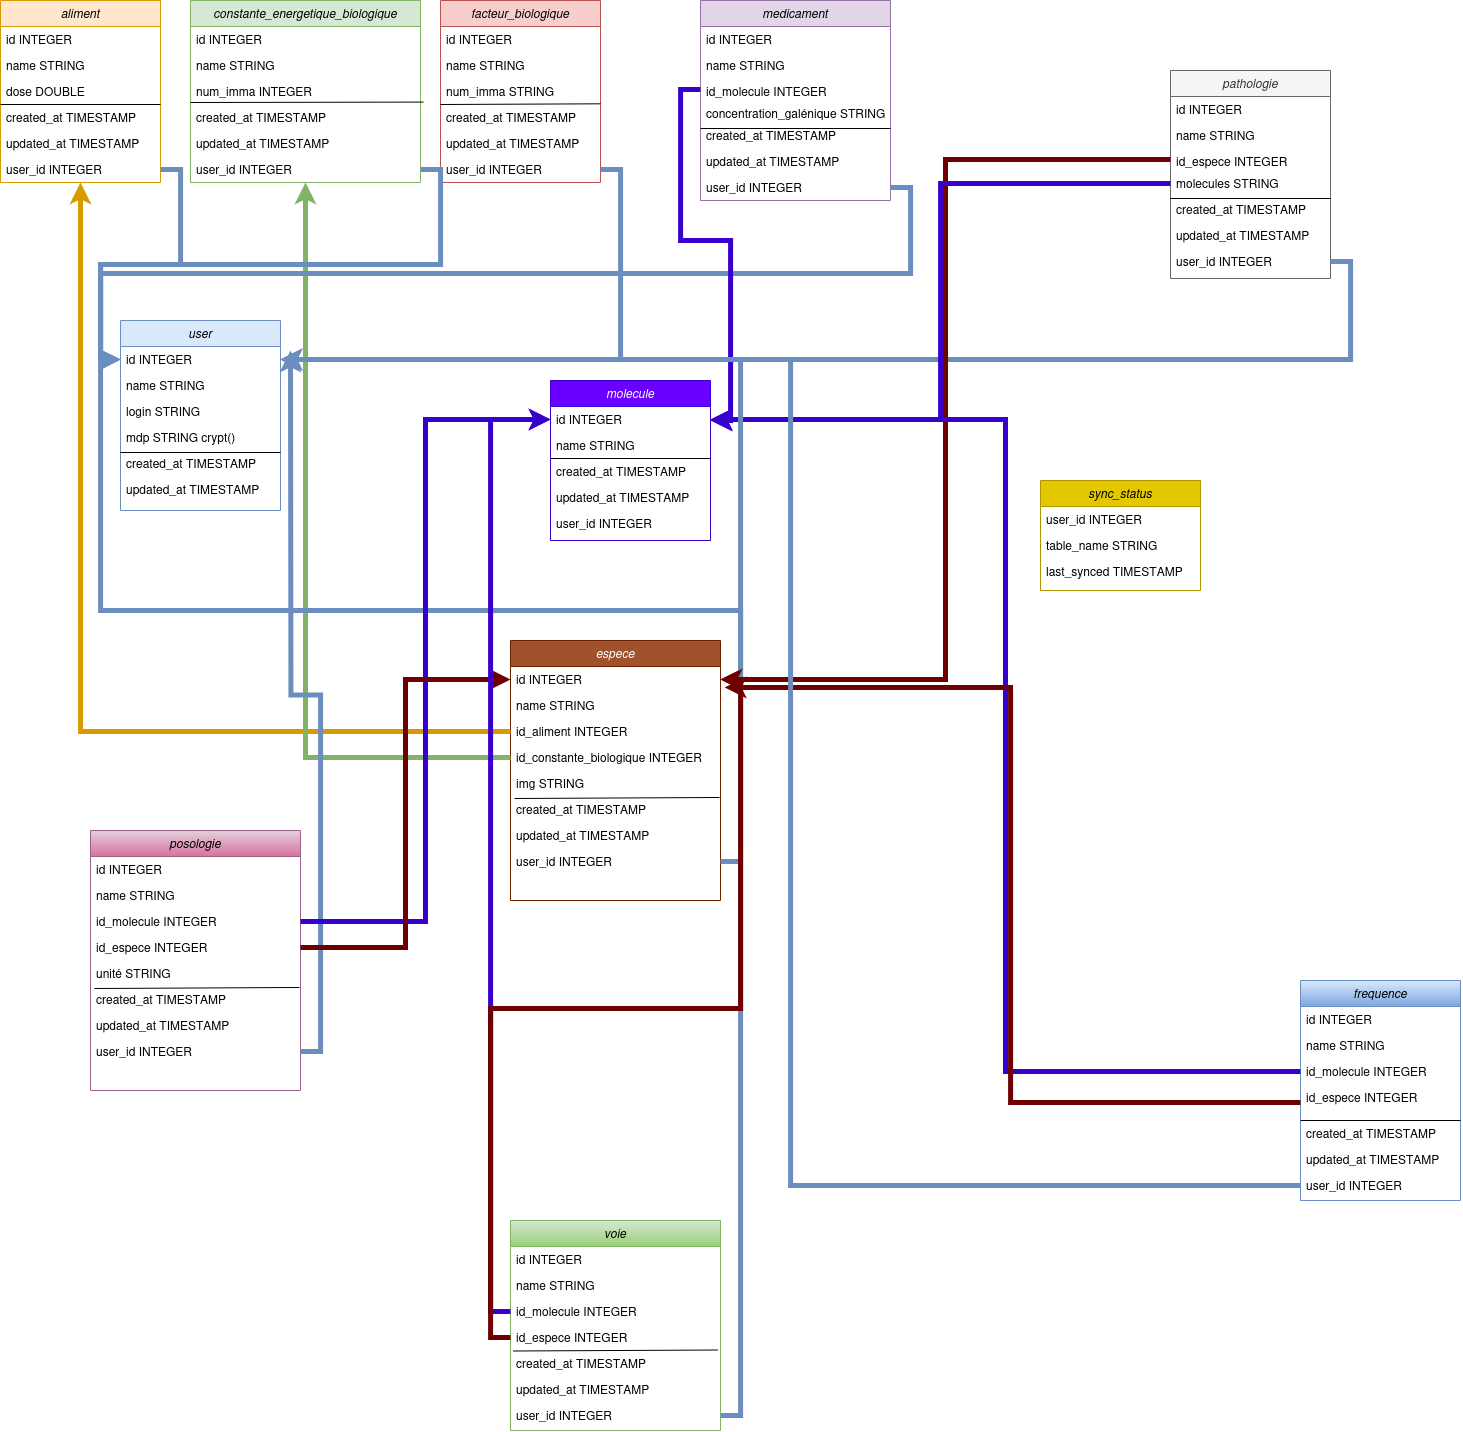 aliment
id INTEGER
name STRING
dose DOUBLE
created_at TIMESTAMP
updated_at TIMESTAMP
user_id INTEGER
constante_energetique_biologique
id INTEGER
name STRING
num_imma INTEGER
created_at TIMESTAMP
updated_at TIMESTAMP
user_id INTEGER
facteur_biologique
id INTEGER
name STRING
num_imma STRING
created_at TIMESTAMP
updated_at TIMESTAMP
user_id INTEGER
medicament
id INTEGER
name STRING
id_molecule INTEGER
concentration_galénique STRING
created_at TIMESTAMP
updated_at TIMESTAMP
user_id INTEGER
pathologie
id INTEGER
name STRING
id_espece INTEGER
molecules STRING
created_at TIMESTAMP
updated_at TIMESTAMP
user_id INTEGER
user
id INTEGER
name STRING
login STRING
mdp STRING crypt()
created_at TIMESTAMP
updated_at TIMESTAMP
molecule
id INTEGER
name STRING
created_at TIMESTAMP
updated_at TIMESTAMP
user_id INTEGER
sync_status
user_id INTEGER
table_name STRING
last_synced TIMESTAMP
espece
id INTEGER
name STRING
id_aliment INTEGER
id_constante_biologique INTEGER
img STRING
created_at TIMESTAMP
updated_at TIMESTAMP
user_id INTEGER
posologie
id INTEGER
name STRING
id_molecule INTEGER
id_espece INTEGER
unité STRING
created_at TIMESTAMP
updated_at TIMESTAMP
user_id INTEGER
frequence
id INTEGER
name STRING
id_molecule INTEGER
id_espece INTEGER
created_at TIMESTAMP
updated_at TIMESTAMP
user_id INTEGER
voie
id INTEGER
name STRING
id_molecule INTEGER
id_espece INTEGER
created_at TIMESTAMP
updated_at TIMESTAMP
user_id INTEGER